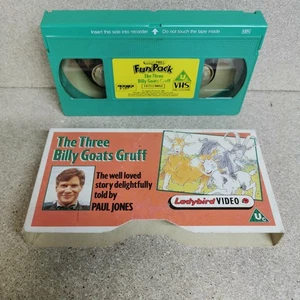 Insert this side into recorder
Do not touch the tape inside
FunPack
The Three
Billy Goats Gruff
U
VHS
The Three
Billy Goats Gruff
The well loved
story delightfully
told by
PAUL JONES
Ladybird VIDEO
U